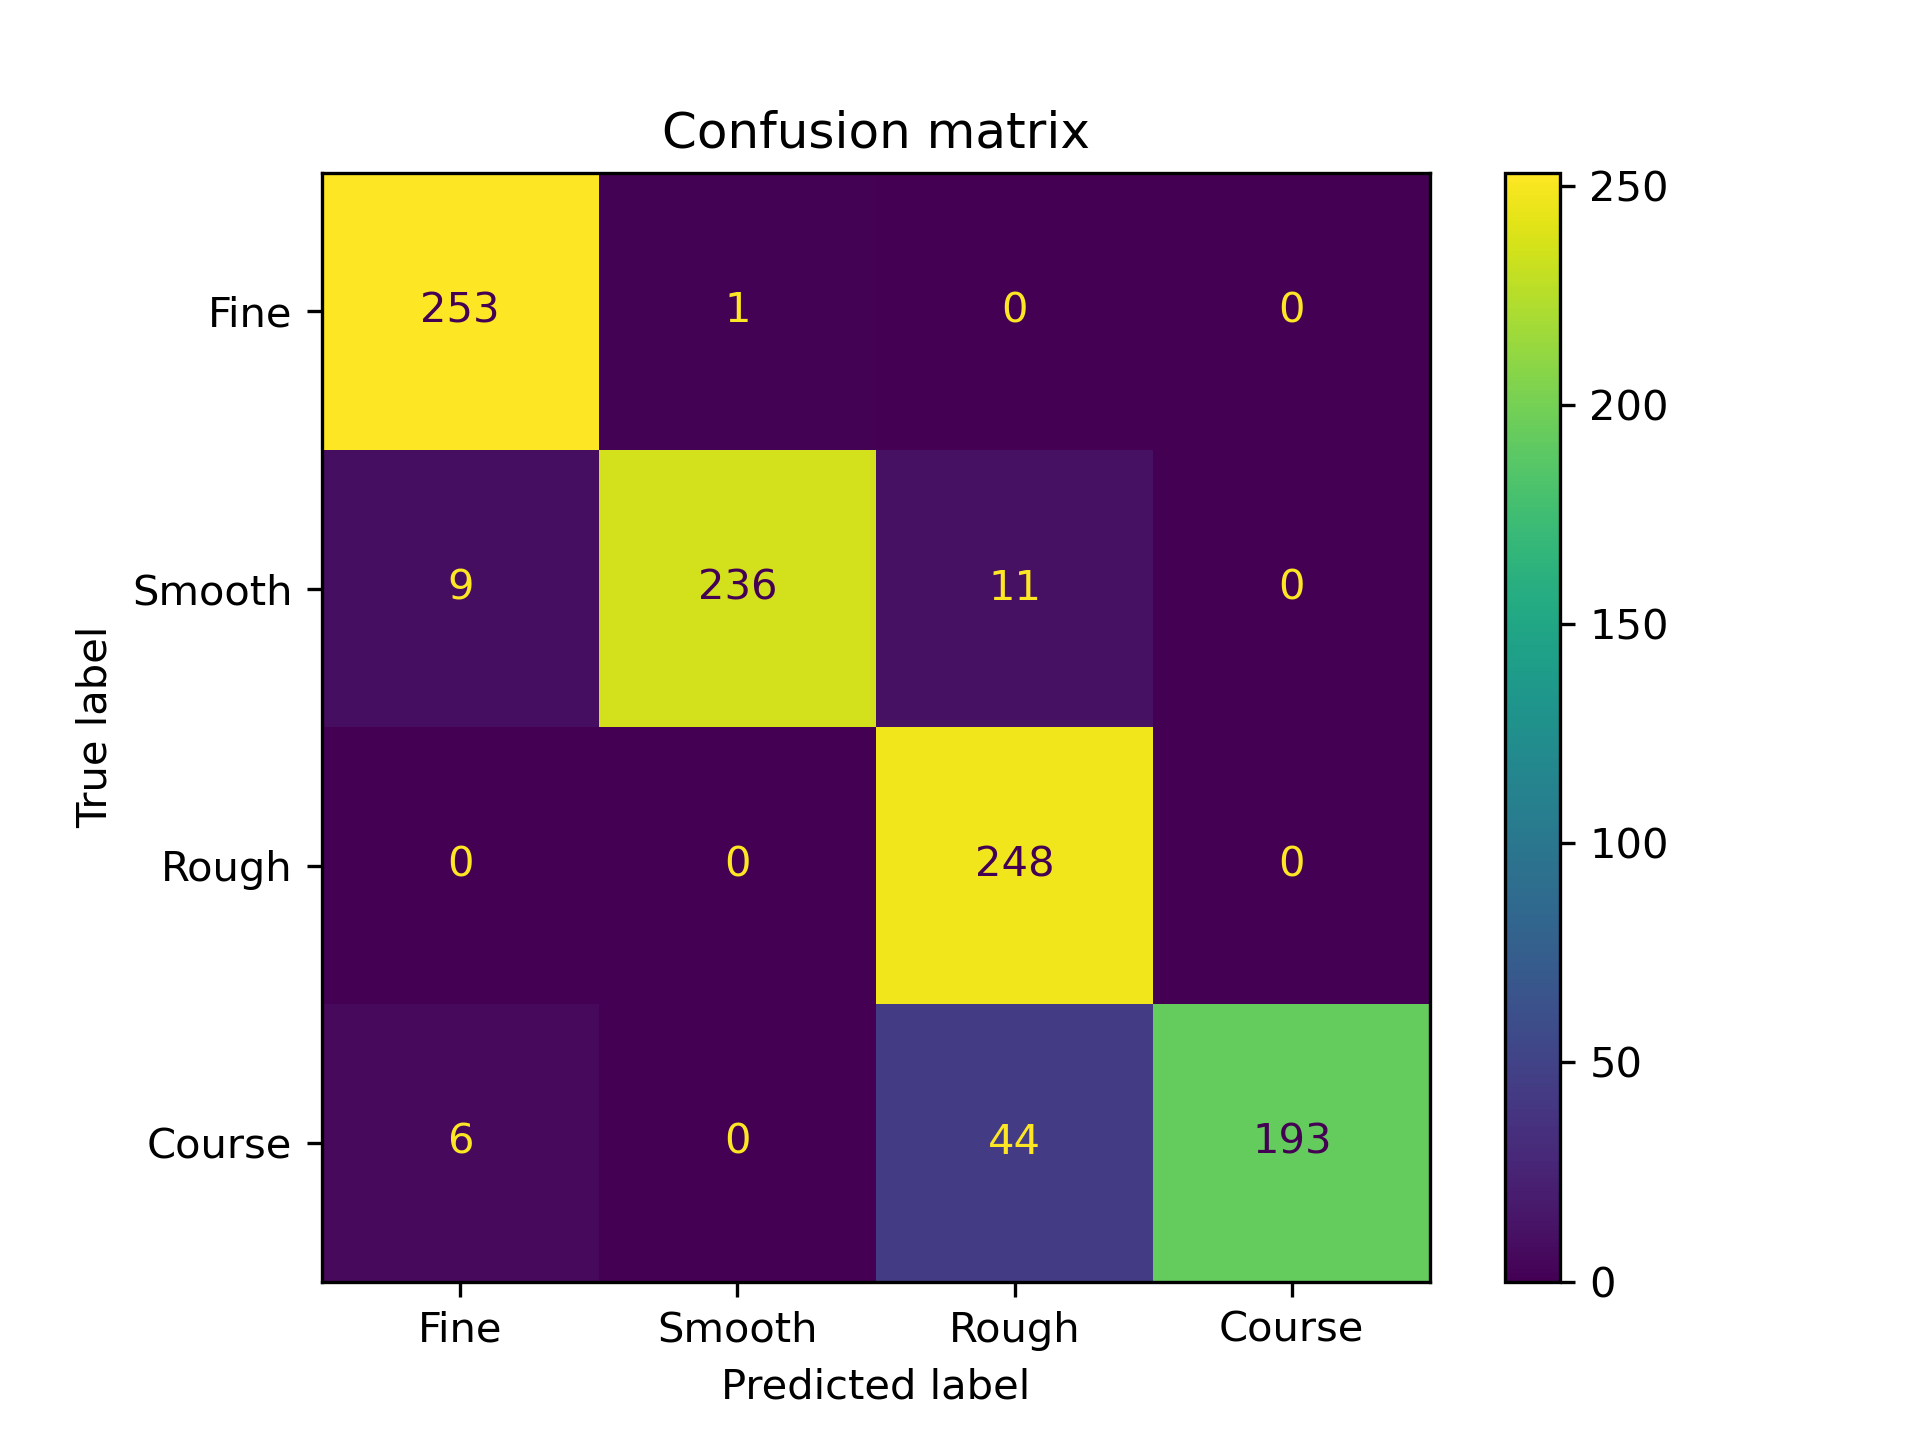 Confusion matrix
Fine 253 1 0 0
Smooth 9 236 11 0
Rough 0 0 248 0
Course 6 0 44 193
Fine Smooth Rough Course
Predicted label
True label
250
200
150
100
50
0